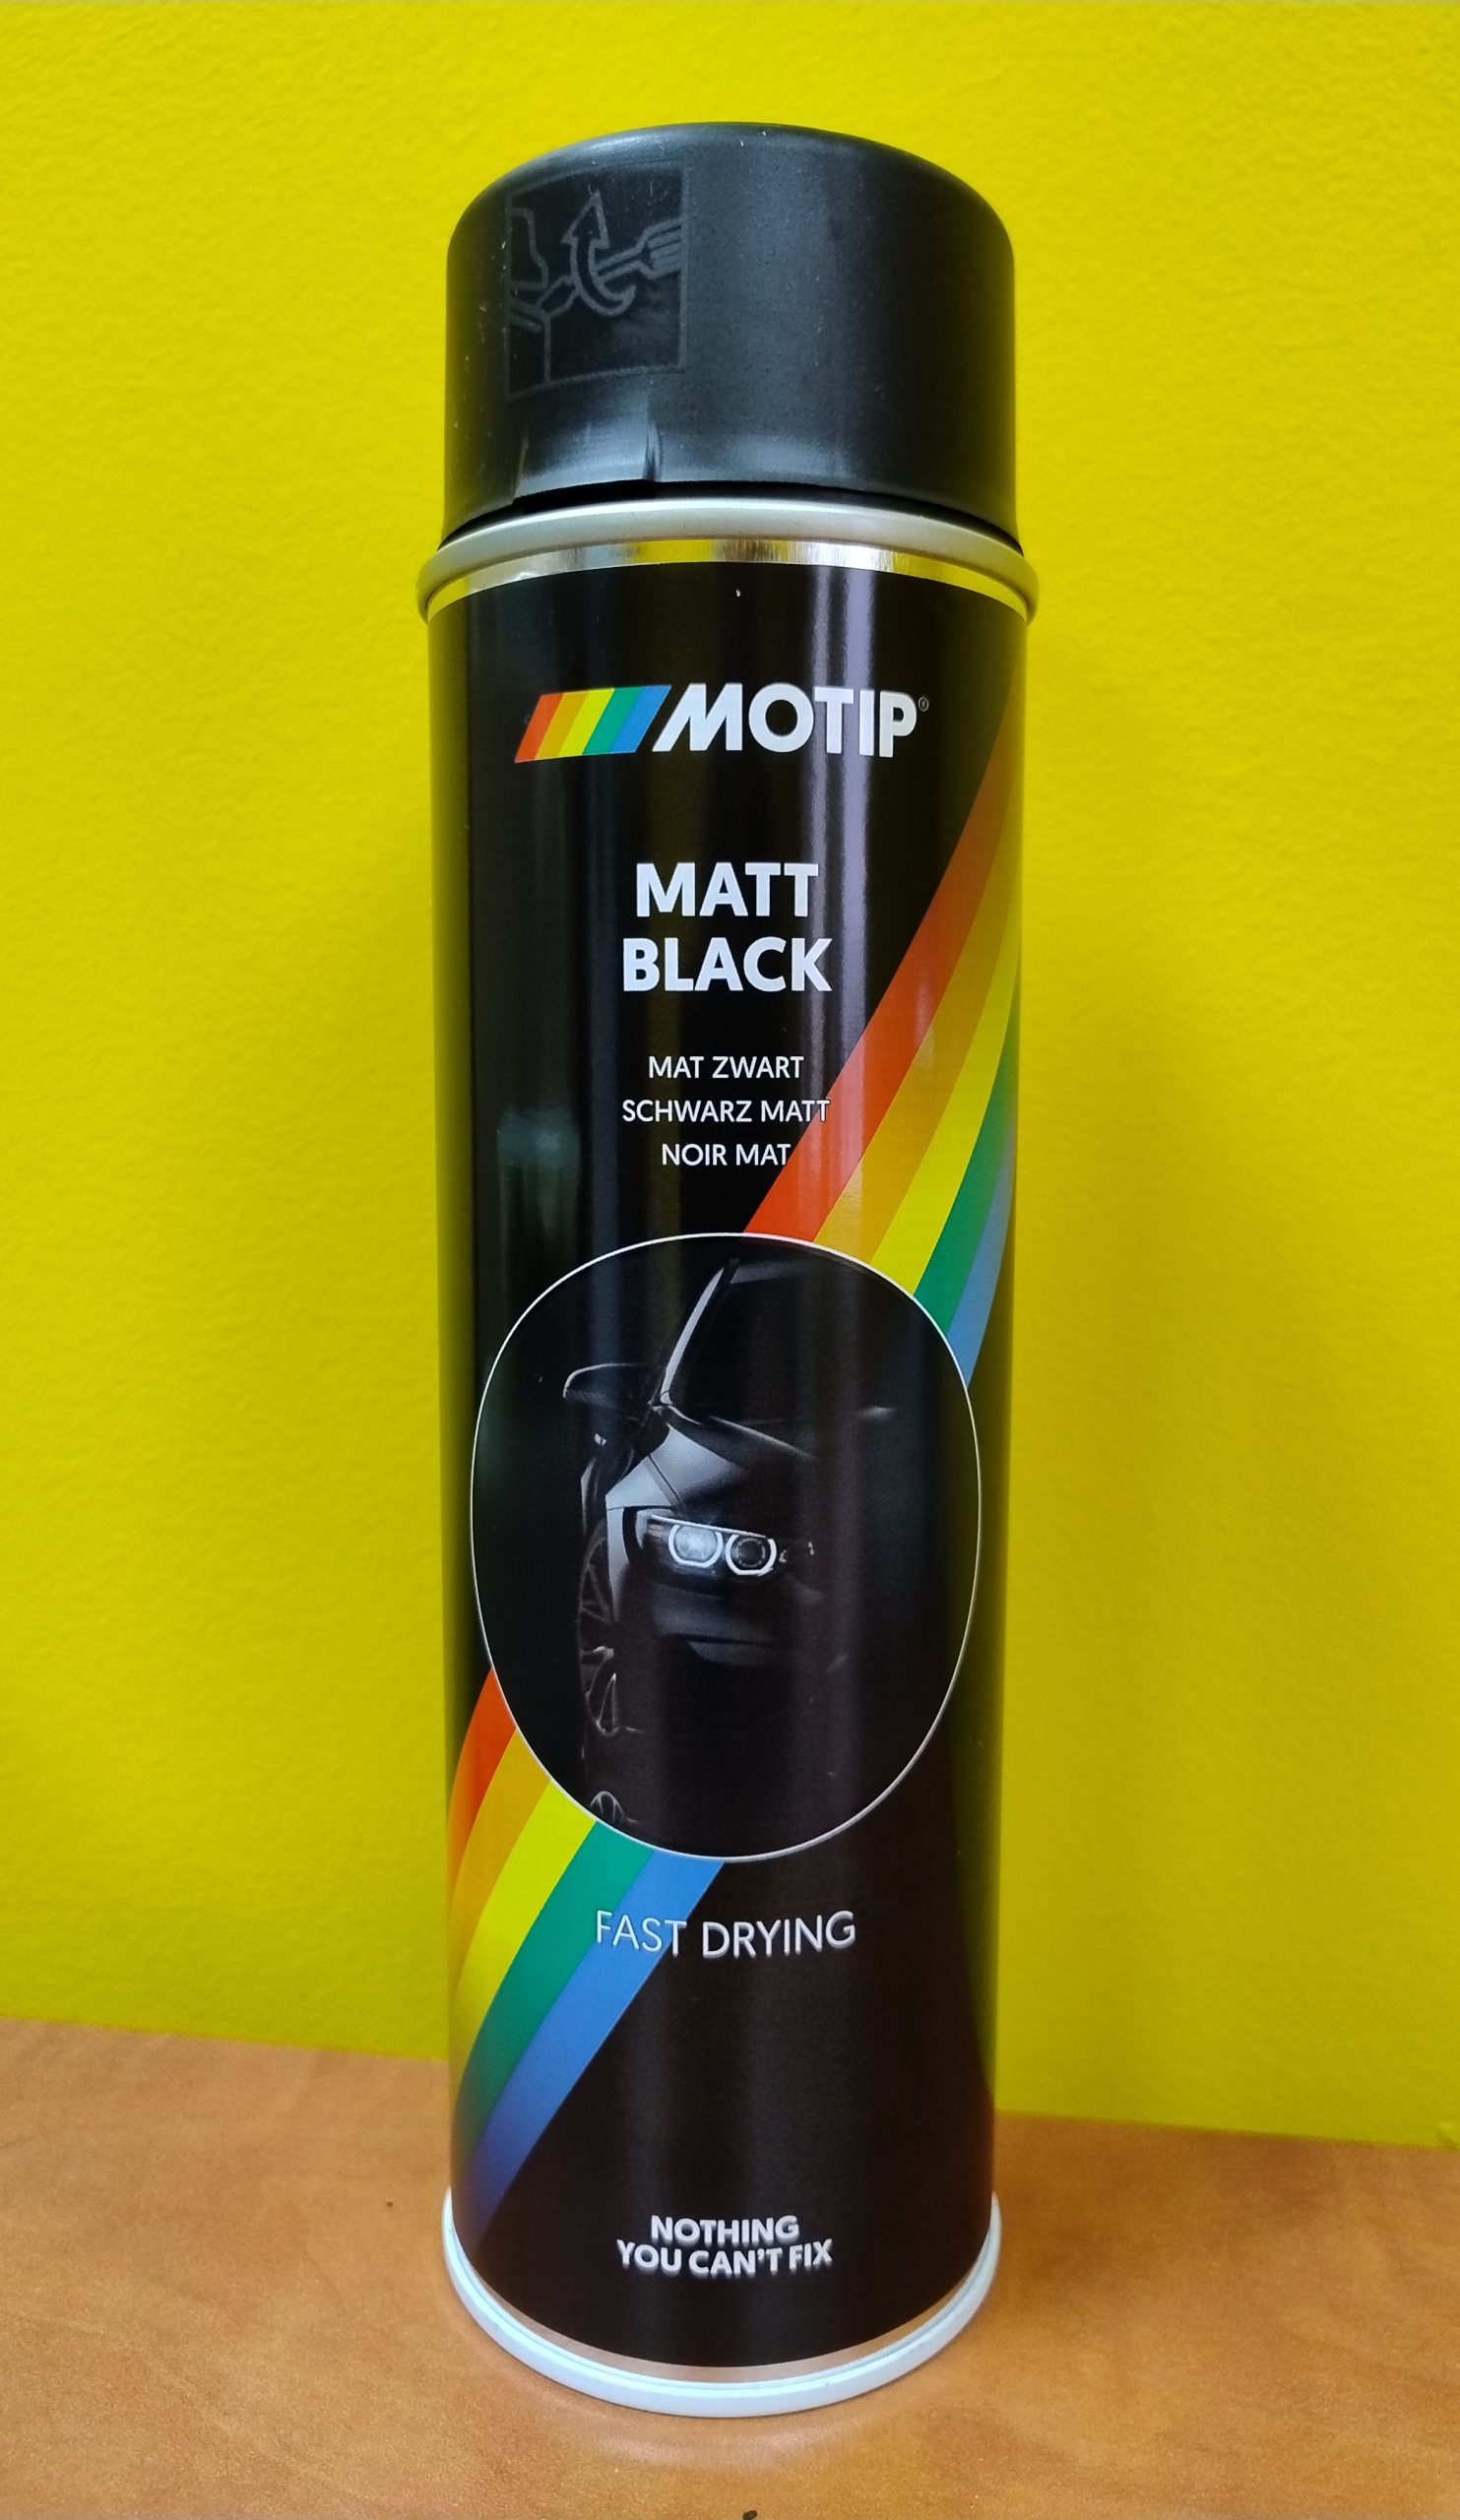 MOTIP®
MATT
BLACK
MAT ZWART
SCHWARZ MATT
NOIR MAT
FAST DRYING
NOTHING
YOU CAN'T FIX